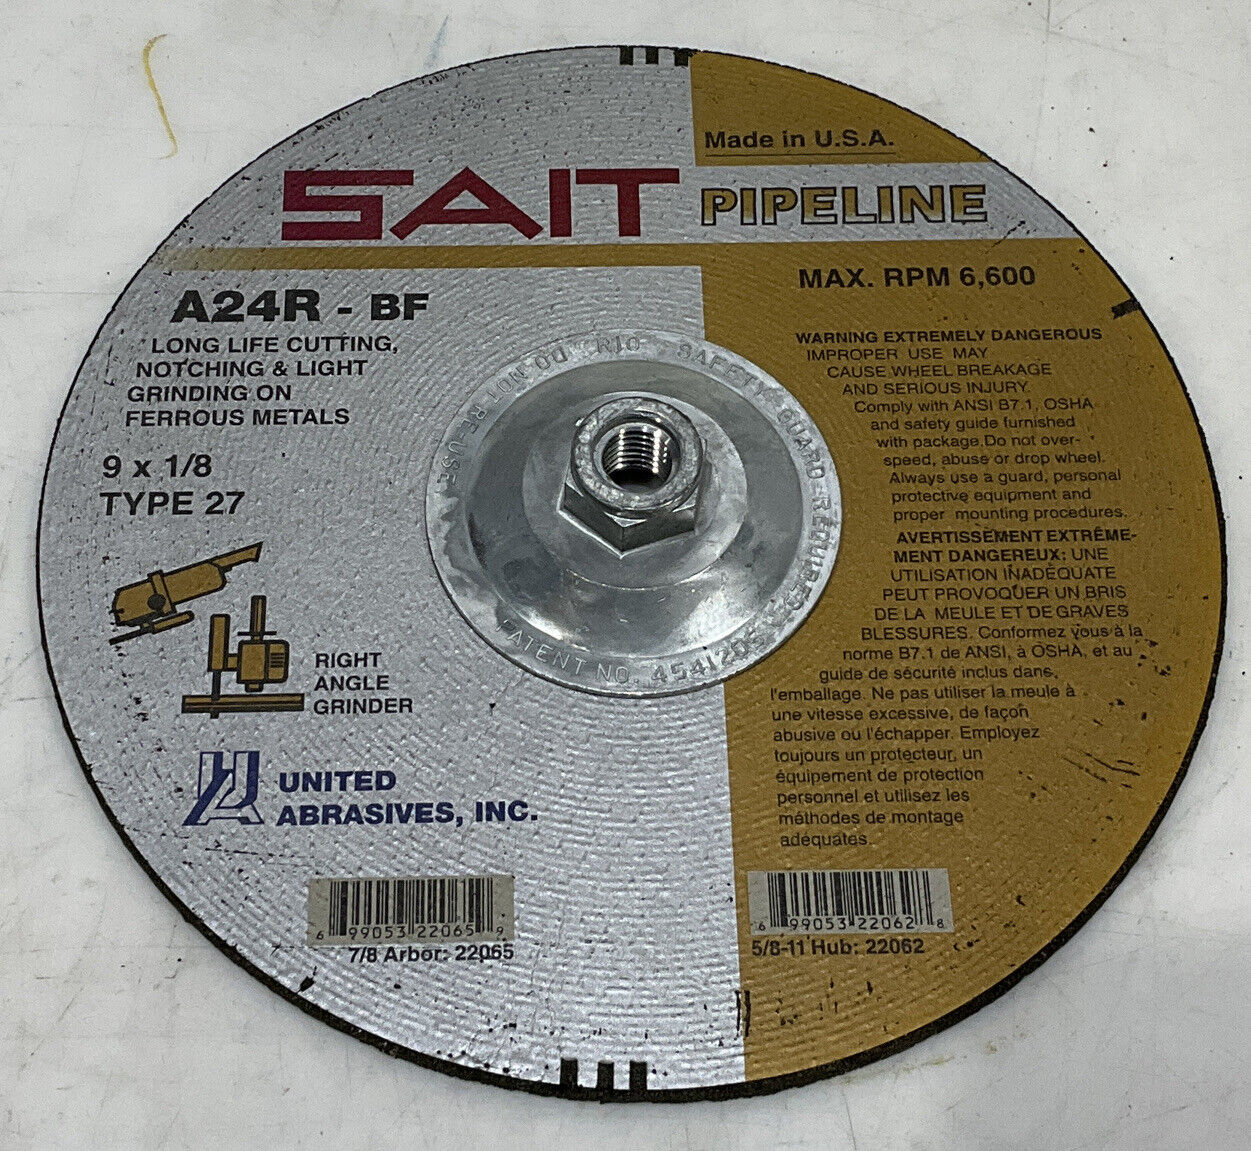 Made in U.S.A.
SAIT PIPELINE
MAX. RPM 6,600
A24R - BF
LONG LIFE CUTTING,
NOTCHING & LIGHT
GRINDING ON
FERROUS METALS
9 x 1/8
TYPE 27
RIGHT
ANGLE
GRINDER
UNITED
ABRASIVES, INC.
WARNING EXTREMELY DANGEROUS
IMPROPER USE MAY
CAUSE WHEEL BREAKAGE
AND SERIOUS INJURY.
Comply with ANSI B7.1, OSHA
and safety guide furnished
with package. Do not over-
speed, abuse or drop wheel.
Always use a guard, personal
protective equipment and
proper mounting procedures.
AVERTISSEMENT EXTRÊME-
MENT DANGEREUX: UNE
UTILISATION INADÉQUATE
PEUT PROVOQUER UN BRIS
DE LA MEULE ET DE GRAVES
BLESSURES. Conformez vous à la
norme B7.1 de ANSI, à OSHA, et au
guide de sécurité inclus dans,
l'emballage. Ne pas utiliser la meule à
une vitesse excessive, de façon
abusive ou l'échapper. Employez
toujours un protecteur, un
équipement de protection
personnel et utilisez les
méthodes de montage
adéquates.
SAFETY GUARD REQUIRED
PATENT NO. 4541205
DO NOT RE-USE
6 99053 22065 9
7/8 Arbor: 22065
6 99053 22062 8
5/8-11 Hub: 22062